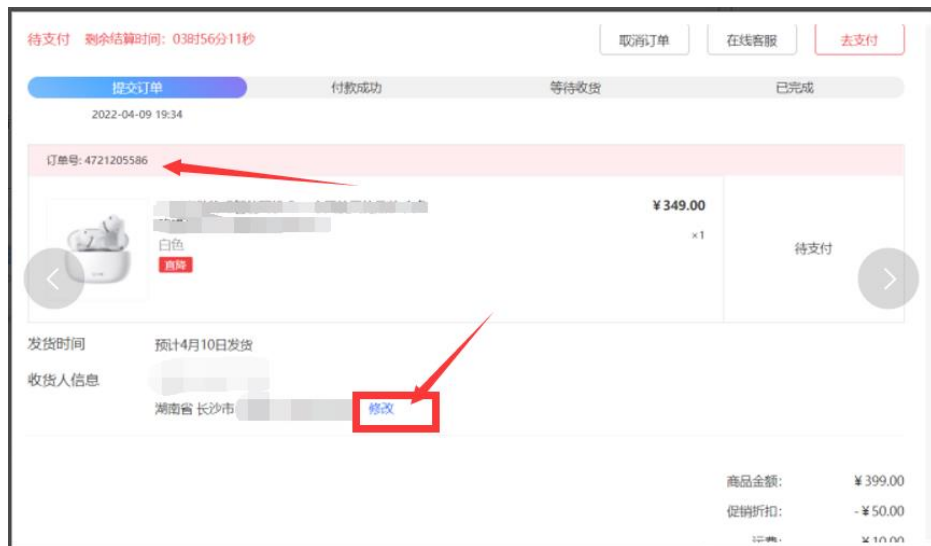 待支付 剩余结算时间：03时56分11秒 取消订单 在线客服 去支付
提交订单 付款成功 等待收货 已完成
2022-04-09 19:34
订单号: 4721205586
¥ 349.00
白色 ×1
直降 待支付
发货时间 预计4月10日发货
收货人信息
湖南省 长沙市 修改
商品金额： ¥ 399.00
促销折扣： - ¥ 50.00
运费： ¥ 10.00